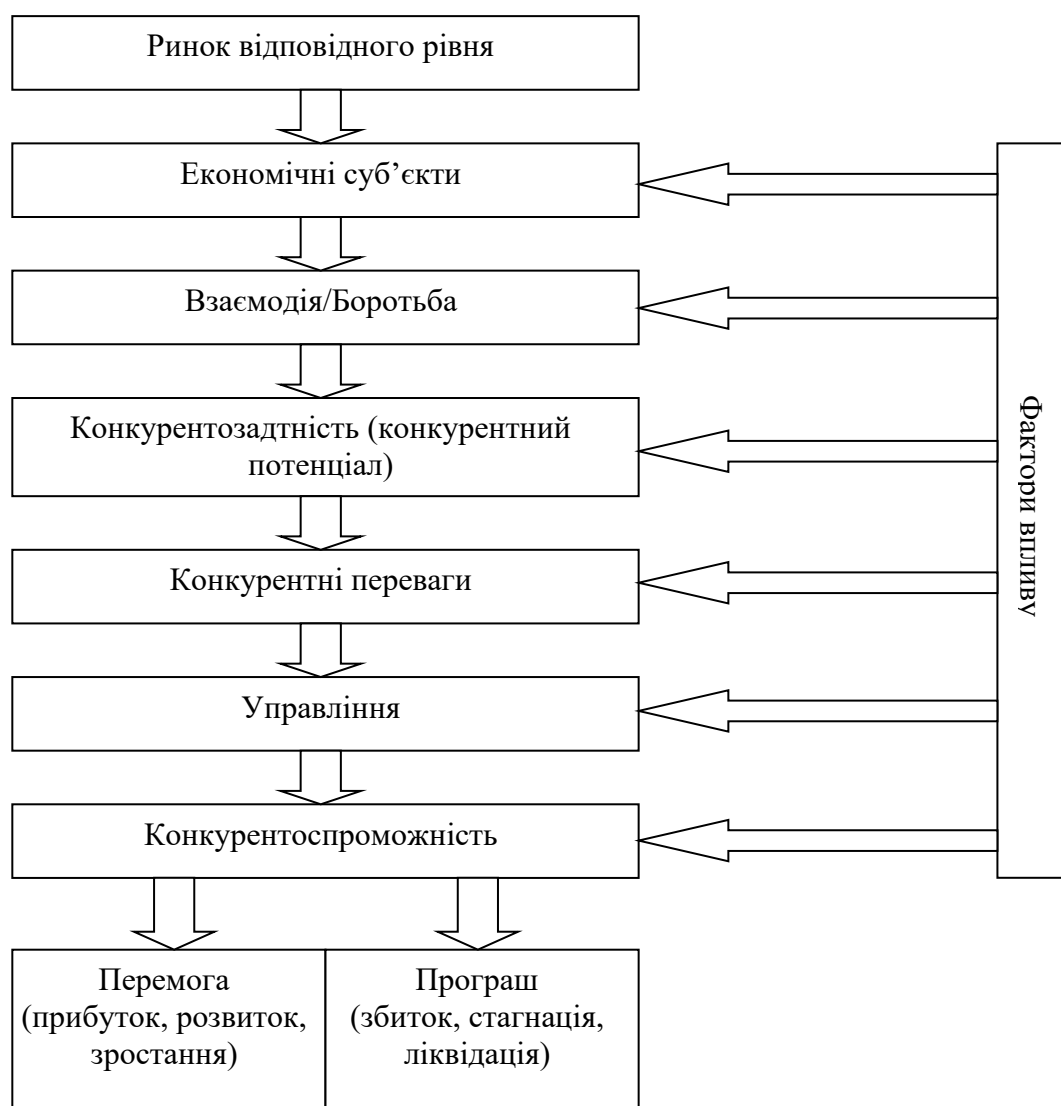 Ринок відповідного рівня
Економічні суб’єкти
Взаємодія/Боротьба
Конкурентозадтність (конкурентний
потенціал)
Конкурентні переваги
Управління
Конкурентоспроможність
Фактори впливу
Перемога
(прибуток, розвиток,
зростання)
Програш
(збиток, стагнація,
ліквідація)